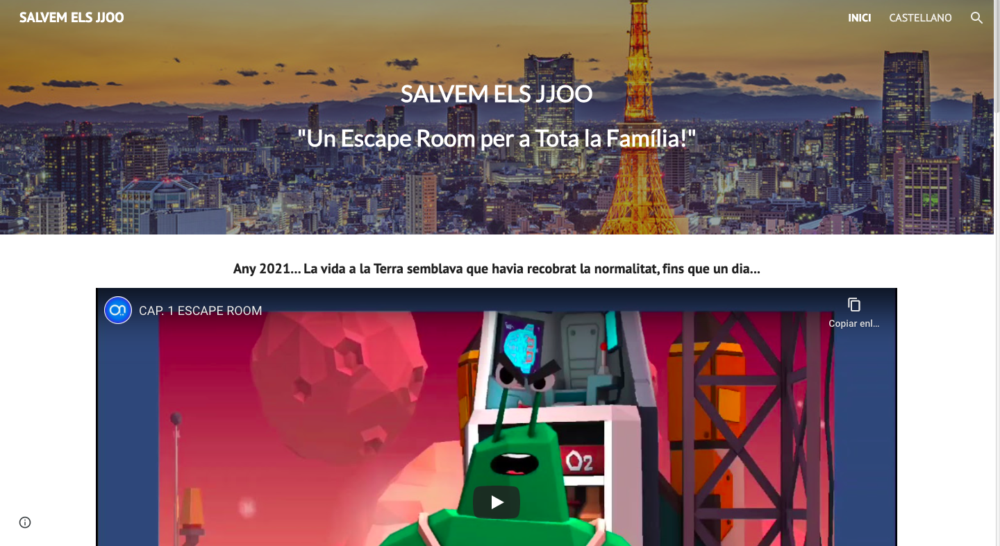 SALVEM ELS JJOO
INICI
CASTELLANO
SALVEM ELS JJOO
"Un Escape Room per a Tota la Família!"
Any 2021... La vida a la Terra semblava que havia recobrat la normalitat, fins que un dia...
on
CAP. 1 ESCAPE ROOM
Copiar enl...
O2